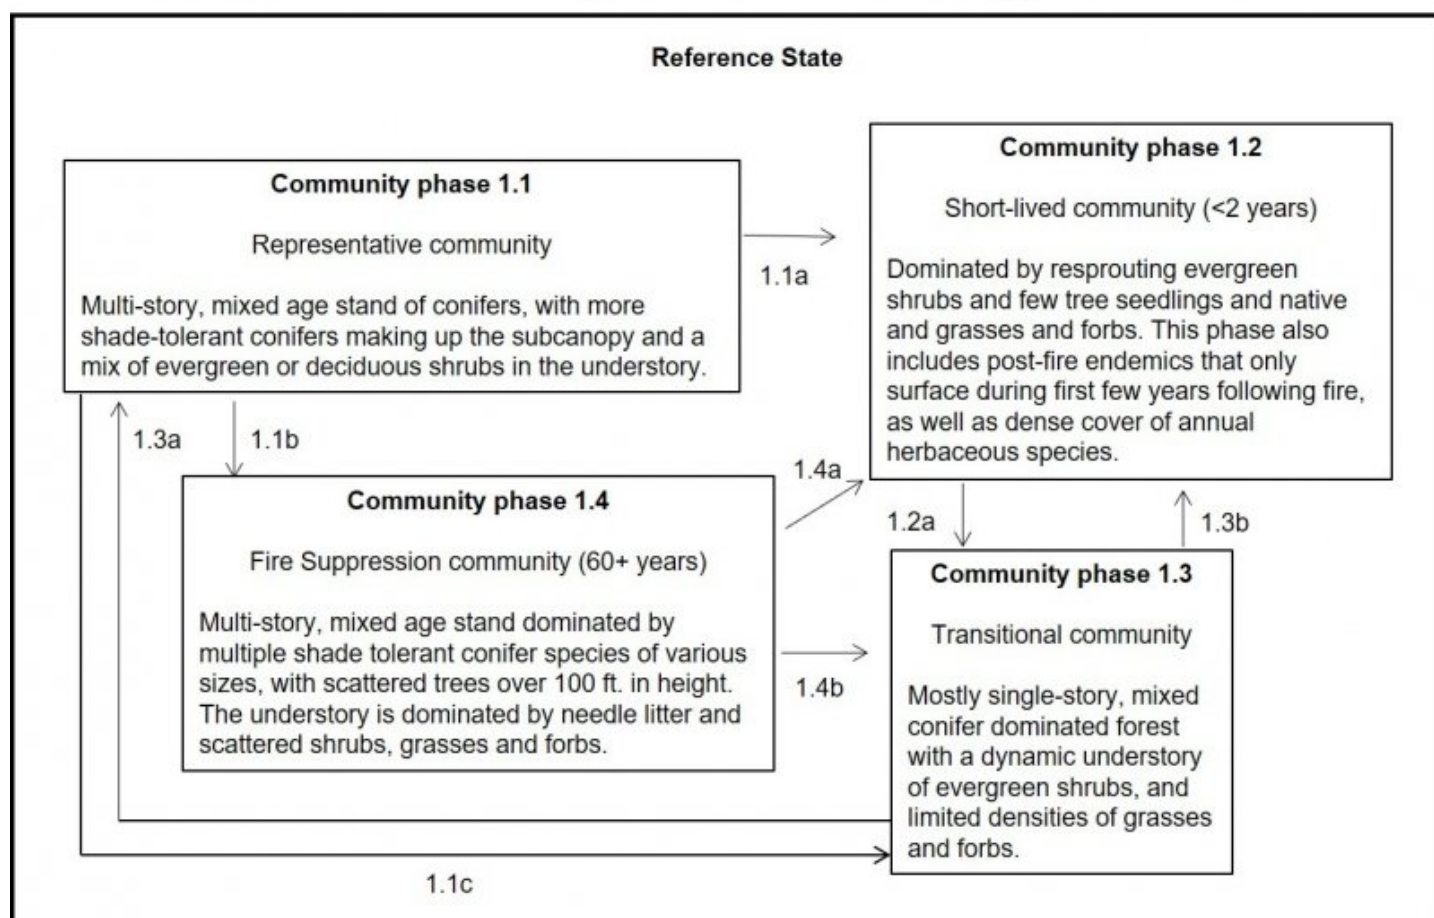 Reference State
Community phase 1.1
Representative community
Multi-story, mixed age stand of conifers, with more
shade-tolerant conifers making up the subcanopy and a
mix of evergreen or deciduous shrubs in the understory.
1.1a
Community phase 1.2
Short-lived community (<2 years)
Dominated by resprouting evergreen
shrubs and few tree seedlings and native
and grasses and forbs. This phase also
includes post-fire endemics that only
surface during first few years following fire,
as well as dense cover of annual
herbaceous species.
1.3a
1.1b
1.4a
Community phase 1.4
Fire Suppression community (60+ years)
Multi-story, mixed age stand dominated by
multiple shade tolerant conifer species of various
sizes, with scattered trees over 100 ft. in height.
The understory is dominated by needle litter and
scattered shrubs, grasses and forbs.
1.4b
1.2a
1.3b
Community phase 1.3
Transitional community
Mostly single-story, mixed
conifer dominated forest
with a dynamic understory
of evergreen shrubs, and
limited densities of grasses
and forbs.
1.1c